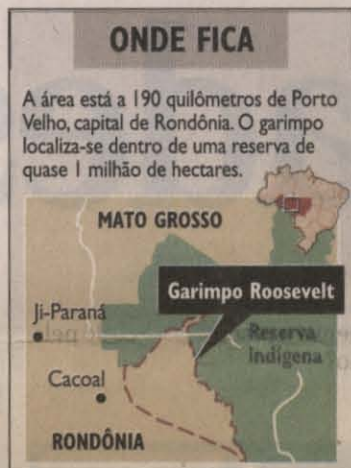 ONDE FICA
A área está a 190 quilômetros de Porto
Velho, capital de Rondônia. O garimpo
localiza-se dentro de uma reserva de
quase 1 milhão de hectares.
MATO GROSSO
Garimpo Roosevelt
Ji-Paraná
Reserva
indígena
Cacoal
RONDÔNIA